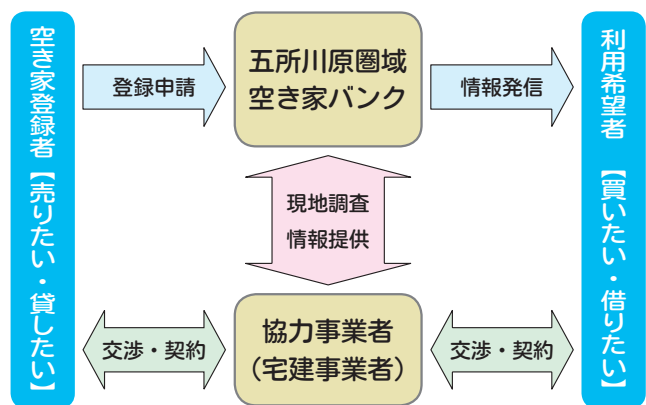 空き家登録者【売りたい・貸したい】
登録申請
五所川原圏域
空き家バンク
情報発信
利用希望者 【買いたい・借りたい】
現地調査
情報提供
交渉・契約
協力事業者
（宅建事業者）
交渉・契約